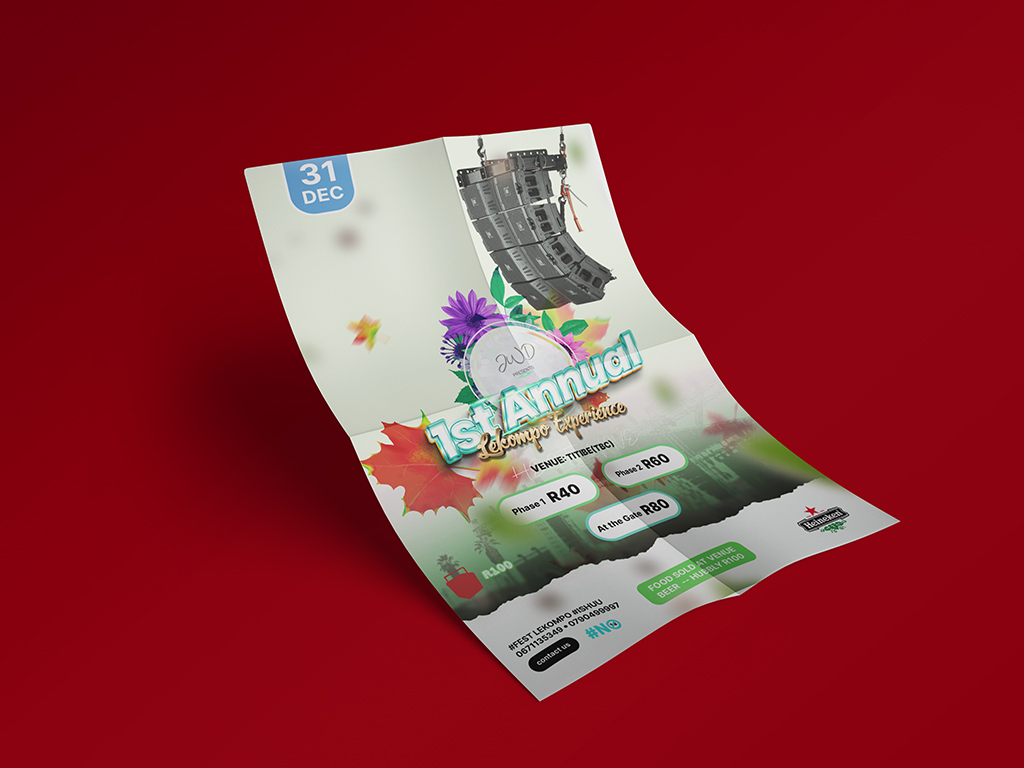 31
DEC
JWD
PRESENTS
1st Annual
Lekompo Experience
VENUE: TITIBE(TBC)
Phase 1 R40
Phase 2 R60
At the Gate R80
R100
Heineken
FOOD SOLD AT VENUE
BEER — HUBBLY R100
#FEST LEKOMPO #ISHUU
0671135349 • 0790499997
contact us